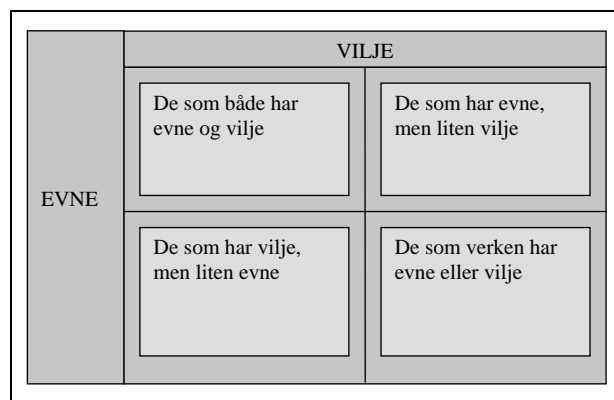 VILJE
De som både har
evne og vilje
De som har evne,
men liten vilje
EVNE
De som har vilje,
men liten evne
De som verken har
evne eller vilje